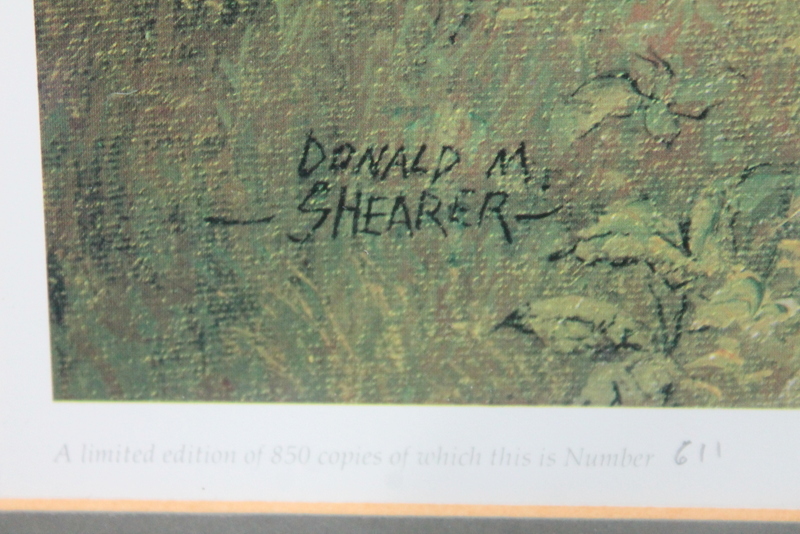 DONALD M.
— SHEARER —
A limited edition of 850 copies of which this is Number 611